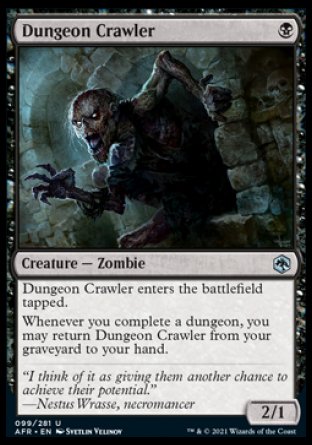 Dungeon Crawler
Creature — Zombie
Dungeon Crawler enters the battlefield
tapped.
Whenever you complete a dungeon, you
may return Dungeon Crawler from your
graveyard to your hand.
“I think of it as giving them another chance to
achieve their potential.”
—Nestus Wrasse, necromancer
2/1
099/281 U
AFR • EN SVETLIN VELINOV
™ & © 2021 Wizards of the Coast